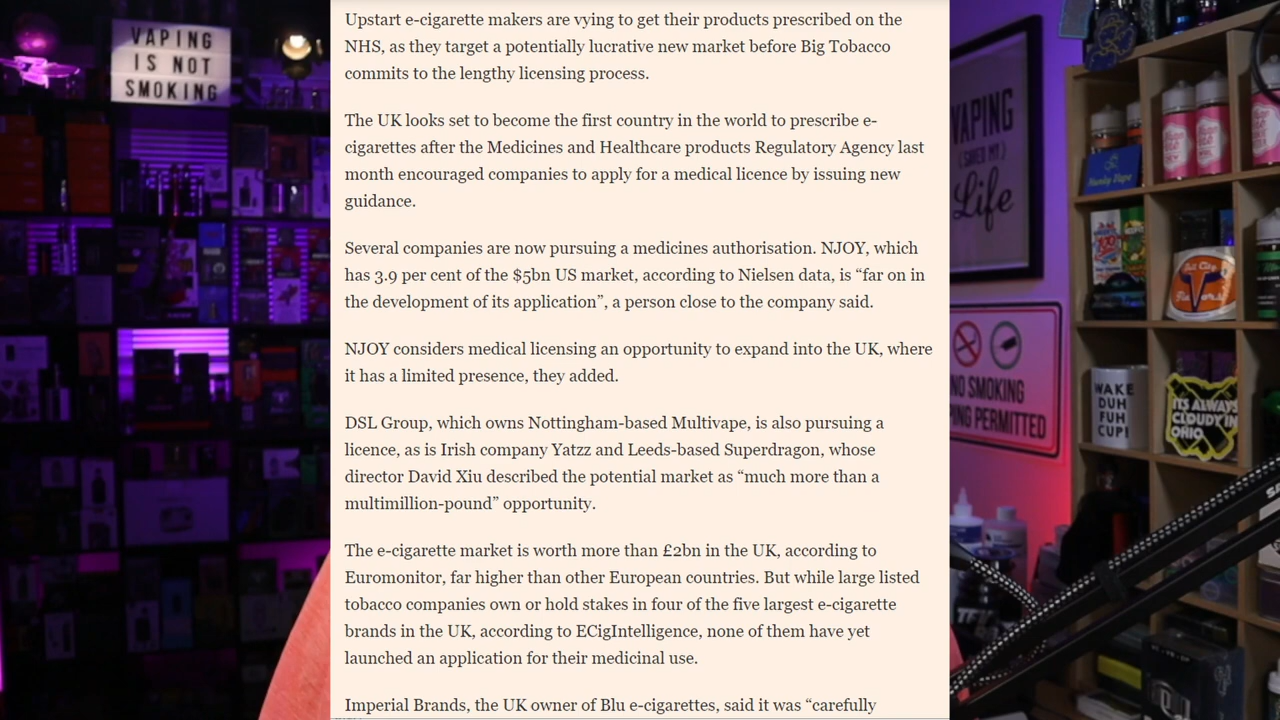 VAPING
IS NOT
SMOKING
Upstart e-cigarette makers are vying to get their products prescribed on the
NHS, as they target a potentially lucrative new market before Big Tobacco
commits to the lengthy licensing process.
The UK looks set to become the first country in the world to prescribe e-
cigarettes after the Medicines and Healthcare products Regulatory Agency last
month encouraged companies to apply for a medical licence by issuing new
guidance.
Several companies are now pursuing a medicines authorisation. NJOY, which
has 3.9 per cent of the $5bn US market, according to Nielsen data, is “far on in
the development of its application”, a person close to the company said.
NJOY considers medical licensing an opportunity to expand into the UK, where
it has a limited presence, they added.
DSL Group, which owns Nottingham-based Multivape, is also pursuing a
licence, as is Irish company Yatzz and Leeds-based Superdragon, whose
director David Xiu described the potential market as “much more than a
multimillion-pound” opportunity.
The e-cigarette market is worth more than £2bn in the UK, according to
Euromonitor, far higher than other European countries. But while large listed
tobacco companies own or hold stakes in four of the five largest e-cigarette
brands in the UK, according to ECigIntelligence, none of them have yet
launched an application for their medicinal use.
Imperial Brands, the UK owner of Blu e-cigarettes, said it was “carefully
VAPING
Life
NO SMOKING
PING PERMITTED
WAKE
DUH
FUH
CUP!
ITS ALWAYS
CLOUDY IN
OHIO